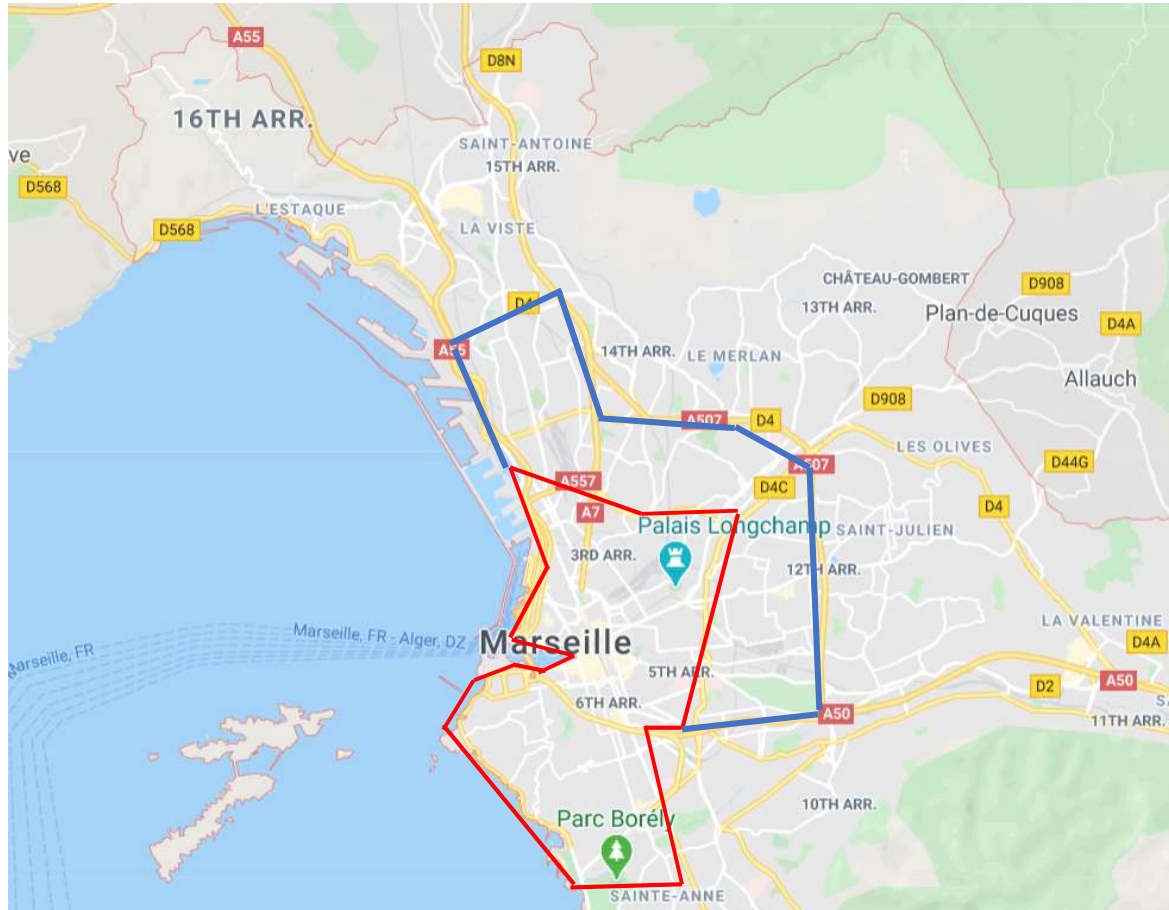 A55
D8N
16TH ARR.
SAINT-ANTOINE
15TH ARR.
ve
D568
L'ESTAQUE
D568
LA VISTE
CHÂTEAU-GOMBERT
D908
13TH ARR.
Plan-de-Cuques
D4
D4A
A55
14TH ARR.
LE MERLAN
Allauch
D908
A507
D4
LES OLIVES
A507
D44G
A557
D4C
D4
A7
Palais Longchamp
SAINT-JULIEN
3RD ARR.
12TH ARR.
LA VALENTINE
Marseille, FR - Alger, DZ
Marseille
D4A
Marseille, FR
5TH ARR.
A50
D2
6TH ARR.
A50
SA
11TH ARR.
10TH ARR.
Parc Borély
SAINTE-ANNE